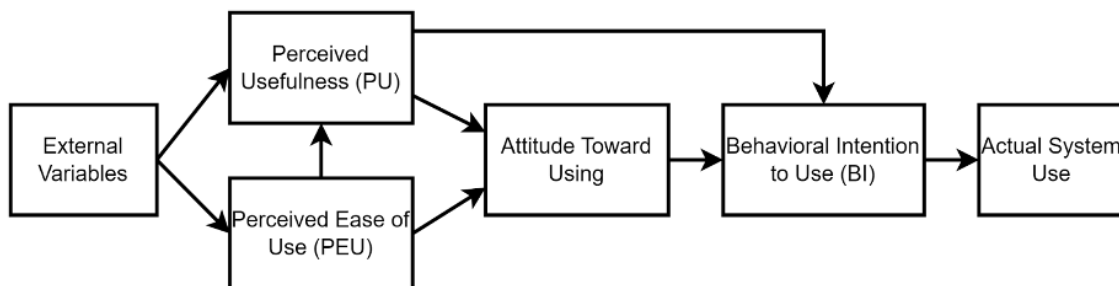 Perceived
Usefulness (PU)
External
Variables
Perceived Ease of
Use (PEU)
Attitude Toward
Using
Behavioral Intention
to Use (BI)
Actual System
Use